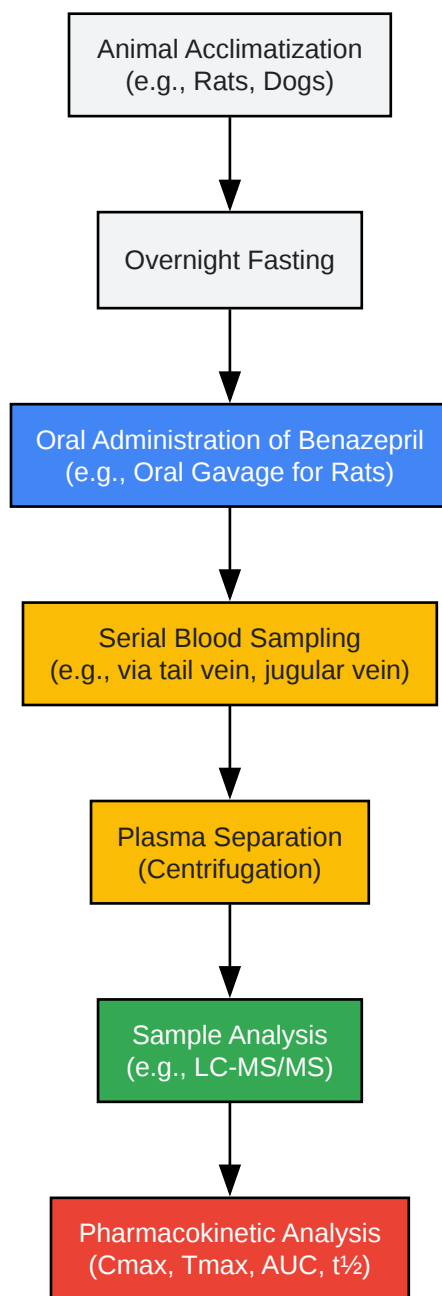 Animal Acclimatization
(e.g., Rats, Dogs)
Overnight Fasting
Oral Administration of Benazepril
(e.g., Oral Gavage for Rats)
Serial Blood Sampling
(e.g., via tail vein, jugular vein)
Plasma Separation
(Centrifugation)
Sample Analysis
(e.g., LC-MS/MS)
Pharmacokinetic Analysis
(Cmax, Tmax, AUC, t½)